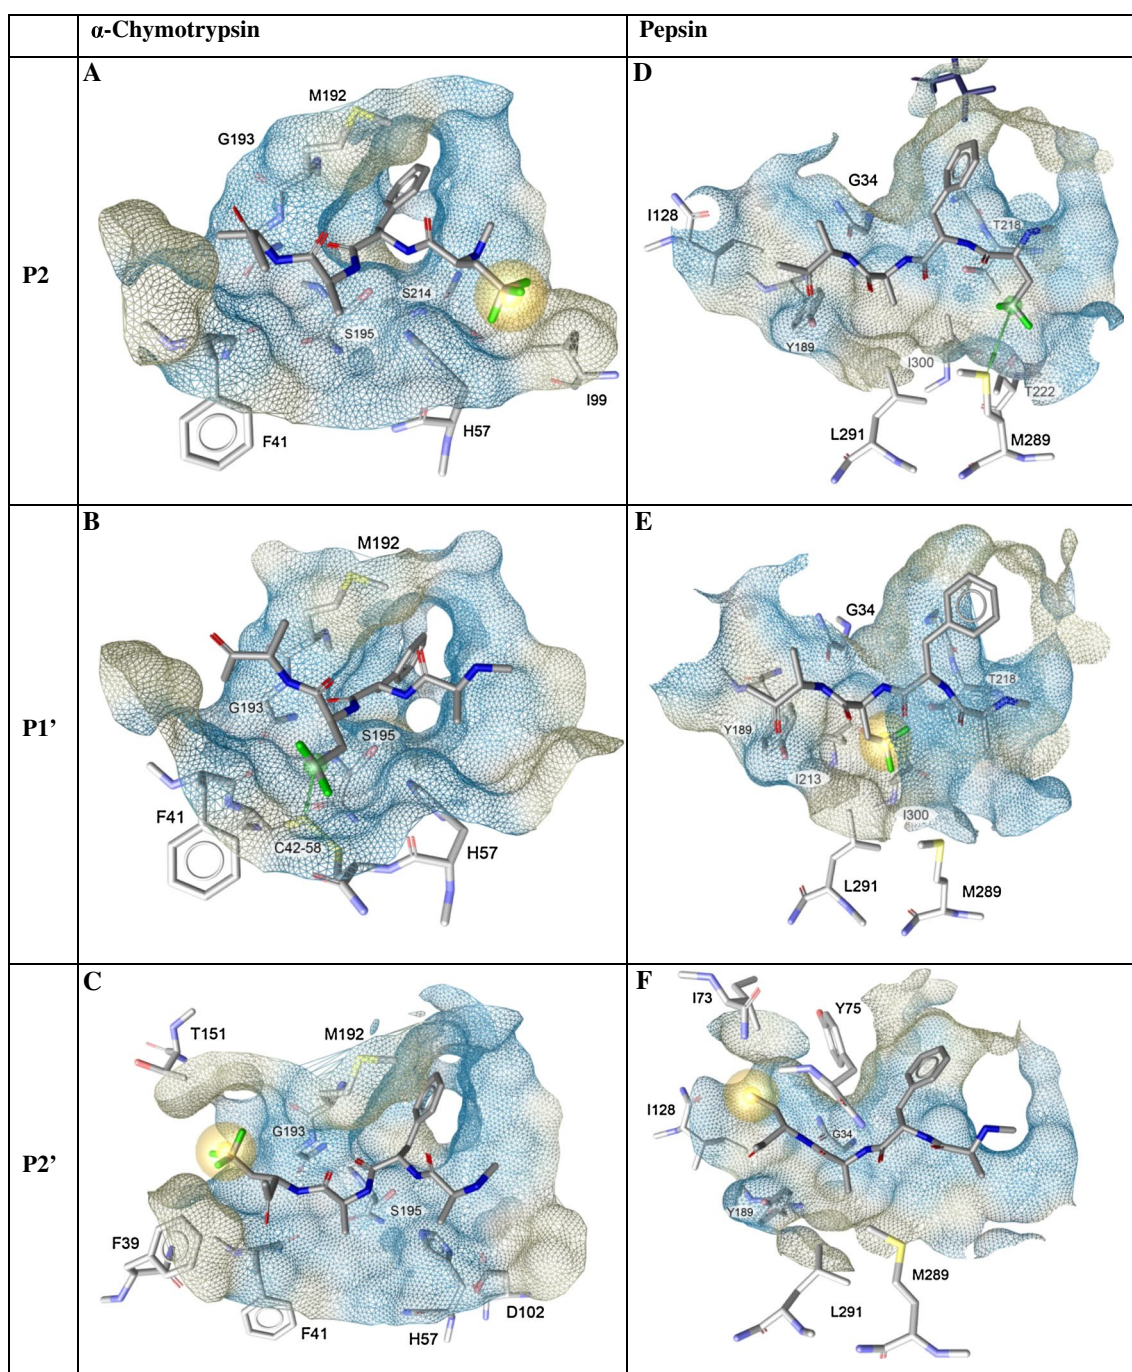 α-Chymotrypsin Pepsin
P2
A
M192
G193
S214
S195
I99
F41
H57
D
G34
I128
T218
Y189
I300
T222
L291
M289
P1’
B
M192
G193
S195
F41
C42-58
H57
E
G34
T218
Y189
I213
I300
L291
M289
P2’
C
T151
M192
G193
S195
F39
F41
H57
D102
F
I73
Y75
I128
G34
Y189
M289
L291